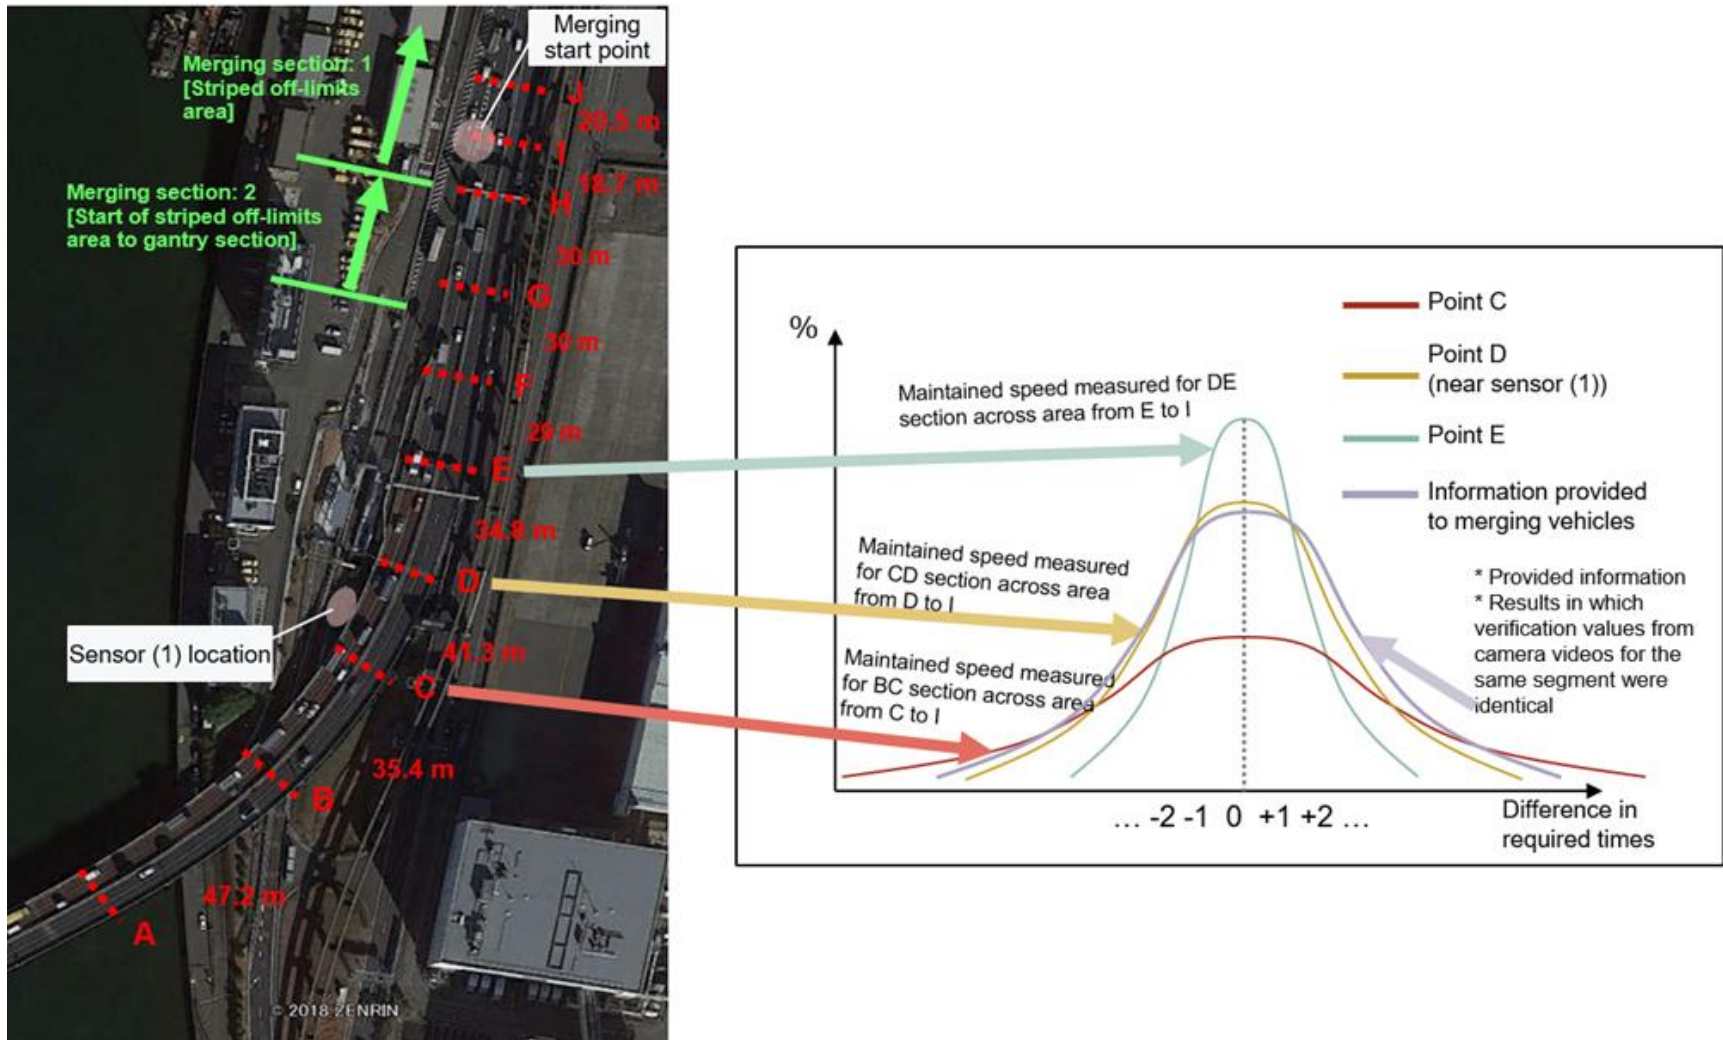 Merging
start point
Merging section: 1
[Striped off-limits
area]
Merging section: 2
[Start of striped off-limits
area to gantry section]
J
20.5 m
I
18.7 m
H
30 m
G
30 m
F
29 m
E
34.8 m
D
Sensor (1) location
41.3 m
C
35.4 m
B
47.2 m
A
© 2018 ZENRIN
%
Maintained speed measured for DE
section across area from E to I
Maintained speed measured
for CD section across area
from D to I
Maintained speed measured
for BC section across area
from C to I
Point C
Point D
(near sensor (1))
Point E
Information provided
to merging vehicles
* Provided information
* Results in which
verification values from
camera videos for the
same segment were
identical
... -2 -1 0 +1 +2 ...
Difference in
required times